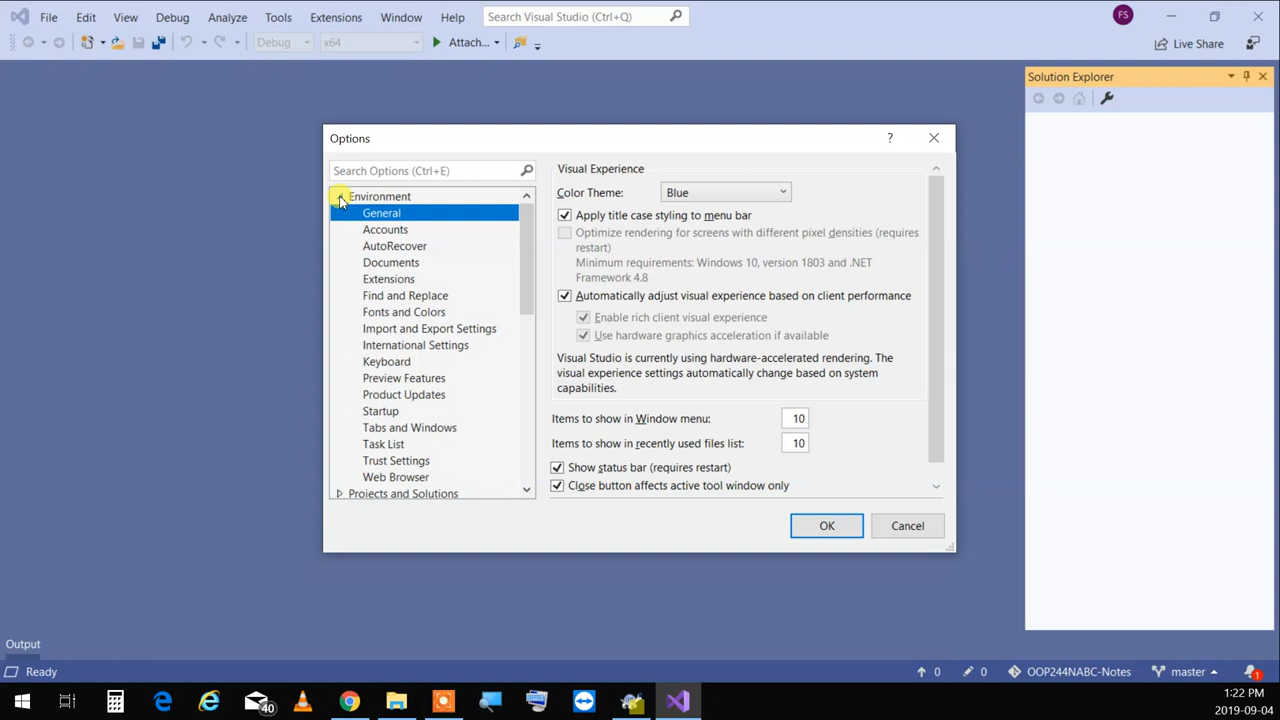 File Edit View Debug Analyze Tools Extensions Window Help Search Visual Studio (Ctrl+Q) FS
Debug x64 Attach... Live Share
Solution Explorer
Options
Search Options (Ctrl+E)
Environment
General
Accounts
AutoRecover
Documents
Extensions
Find and Replace
Fonts and Colors
Import and Export Settings
International Settings
Keyboard
Preview Features
Product Updates
Startup
Tabs and Windows
Task List
Trust Settings
Web Browser
Projects and Solutions
Visual Experience
Color Theme: Blue
Apply title case styling to menu bar
Optimize rendering for screens with different pixel densities (requires
restart)
Minimum requirements: Windows 10, version 1803 and .NET
Framework 4.8
Automatically adjust visual experience based on client performance
Enable rich client visual experience
Use hardware graphics acceleration if available
Visual Studio is currently using hardware-accelerated rendering. The
visual experience settings automatically change based on system
capabilities.
Items to show in Window menu: 10
Items to show in recently used files list: 10
Show status bar (requires restart)
Close button affects active tool window only
OK Cancel
Output
Ready 0 0 OOP244NABC-Notes master 1
40
1:22 PM
2019-09-04